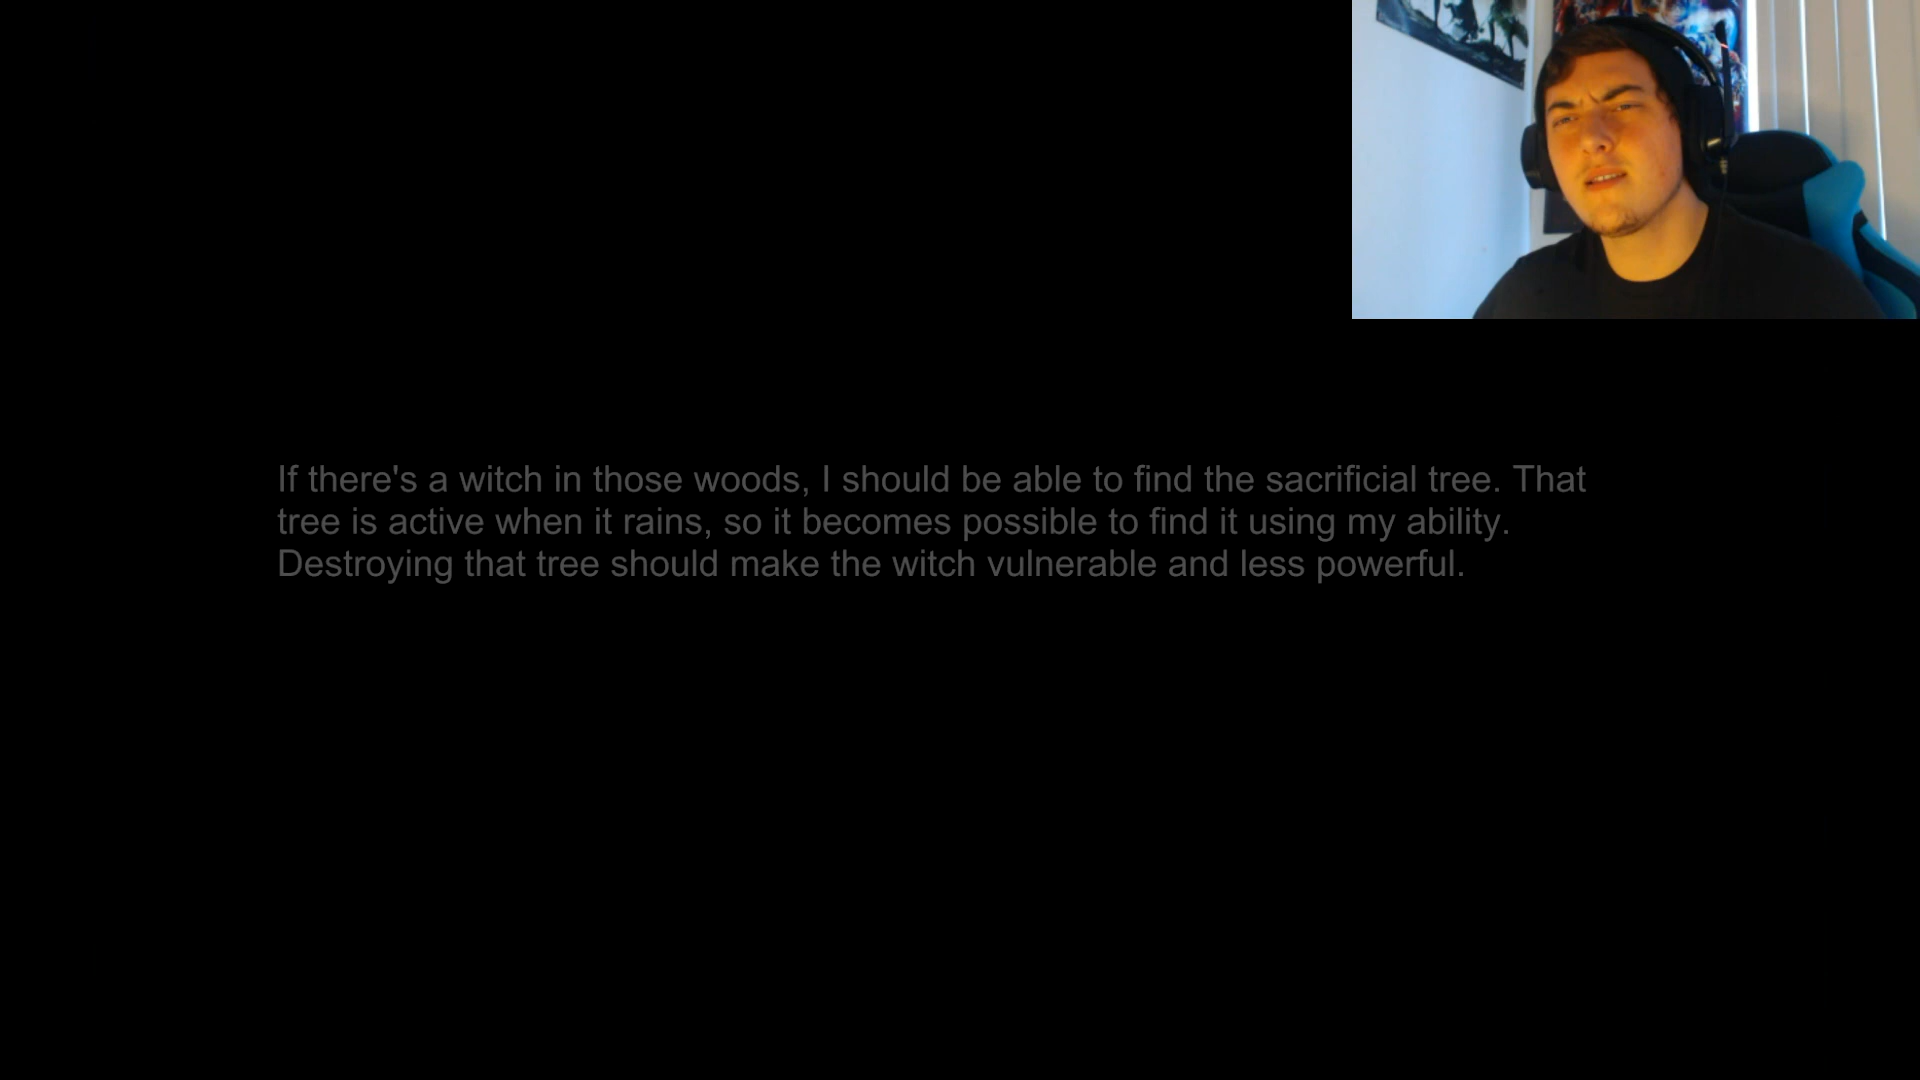 If there's a witch in those woods, I should be able to find the sacrificial tree. That
tree is active when it rains, so it becomes possible to find it using my ability.
Destroying that tree should make the witch vulnerable and less powerful.